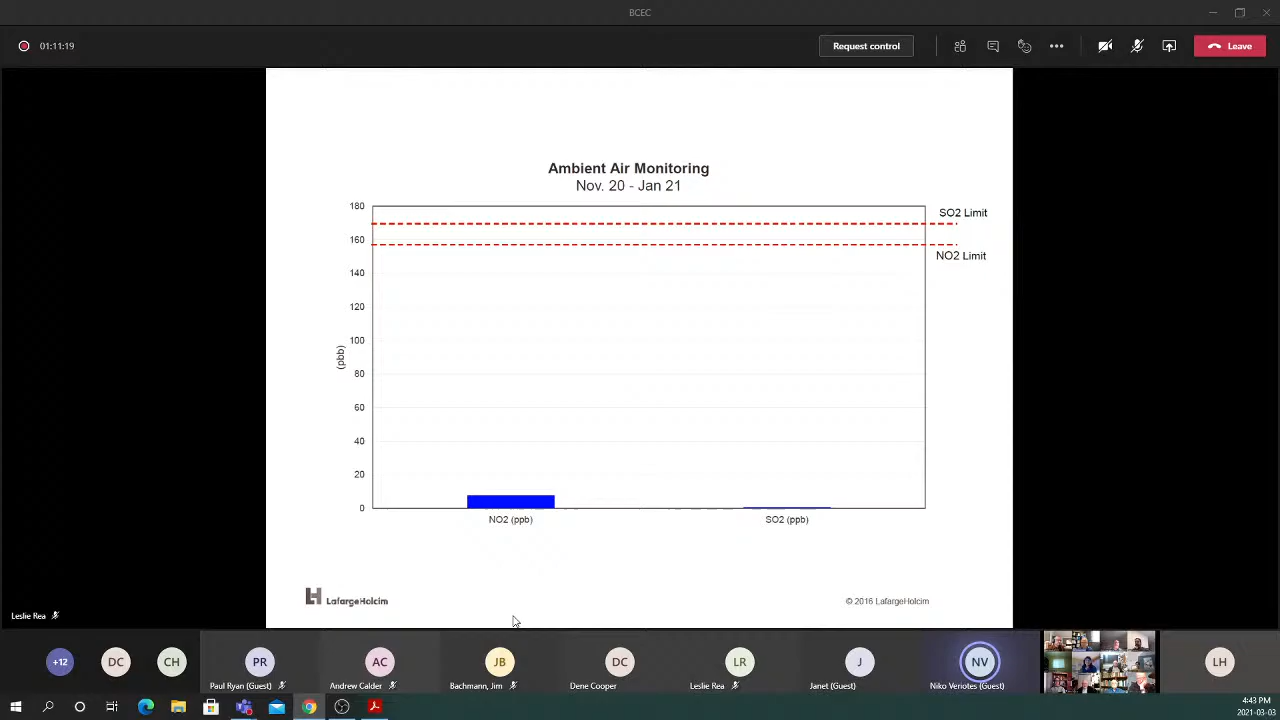 BCEC
01:11:19
Request control
Leave
Ambient Air Monitoring
Nov. 20 - Jan 21
180
SO2 Limit
160
NO2 Limit
140
120
100
(pbb)
80
60
40
20
0
NO2 (ppb)
SO2 (ppb)
LafargeHolcim
© 2016 LafargeHolcim
Leslie Rea
+12
DC
CH
PR
AC
JB
DC
LR
J
NV
LH
Paul Ryan (Guest)
Andrew Calder
Bachmann, Jim
Dene Cooper
Leslie Rea
Janet (Guest)
Niko Veriotes (Guest)
4:43 PM
2021-03-03